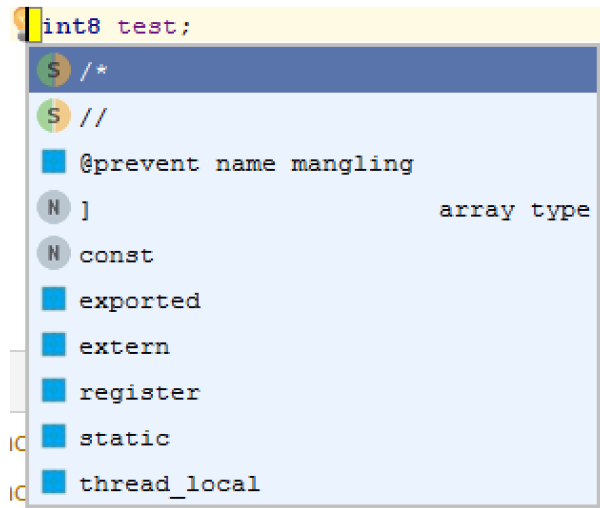 int8 test;
S /*
S //
@prevent name mangling
N ] array type
N const
exported
extern
register
static
thread_local